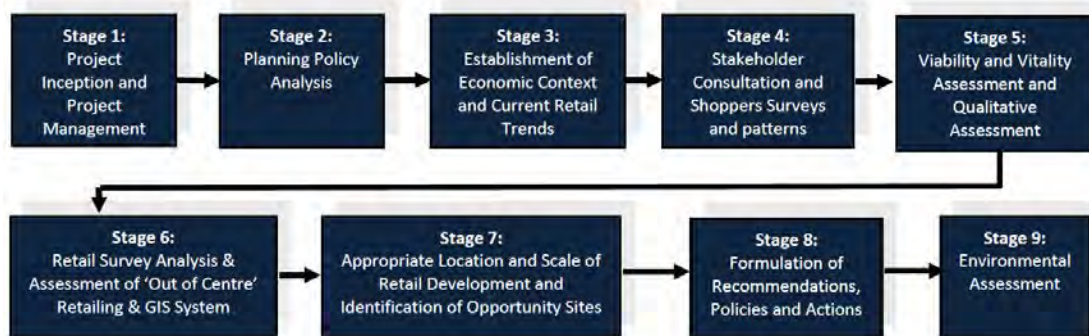 Stage 1:
Project
Inception and
Project
Management
Stage 2:
Planning Policy
Analysis
Stage 3:
Establishment of
Economic Context
and Current Retail
Trends
Stage 4:
Stakeholder
Consultation and
Shoppers Surveys
and patterns
Stage 5:
Viability and Vitality
Assessment and
Qualitative
Assessment
Stage 6:
Retail Survey Analysis &
Assessment of ‘Out of Centre’
Retailing & GIS System
Stage 7:
Appropriate Location and Scale of
Retail Development and
Identification of Opportunity Sites
Stage 8:
Formulation of
Recommendations,
Policies and Actions
Stage 9:
Environmental
Assessment